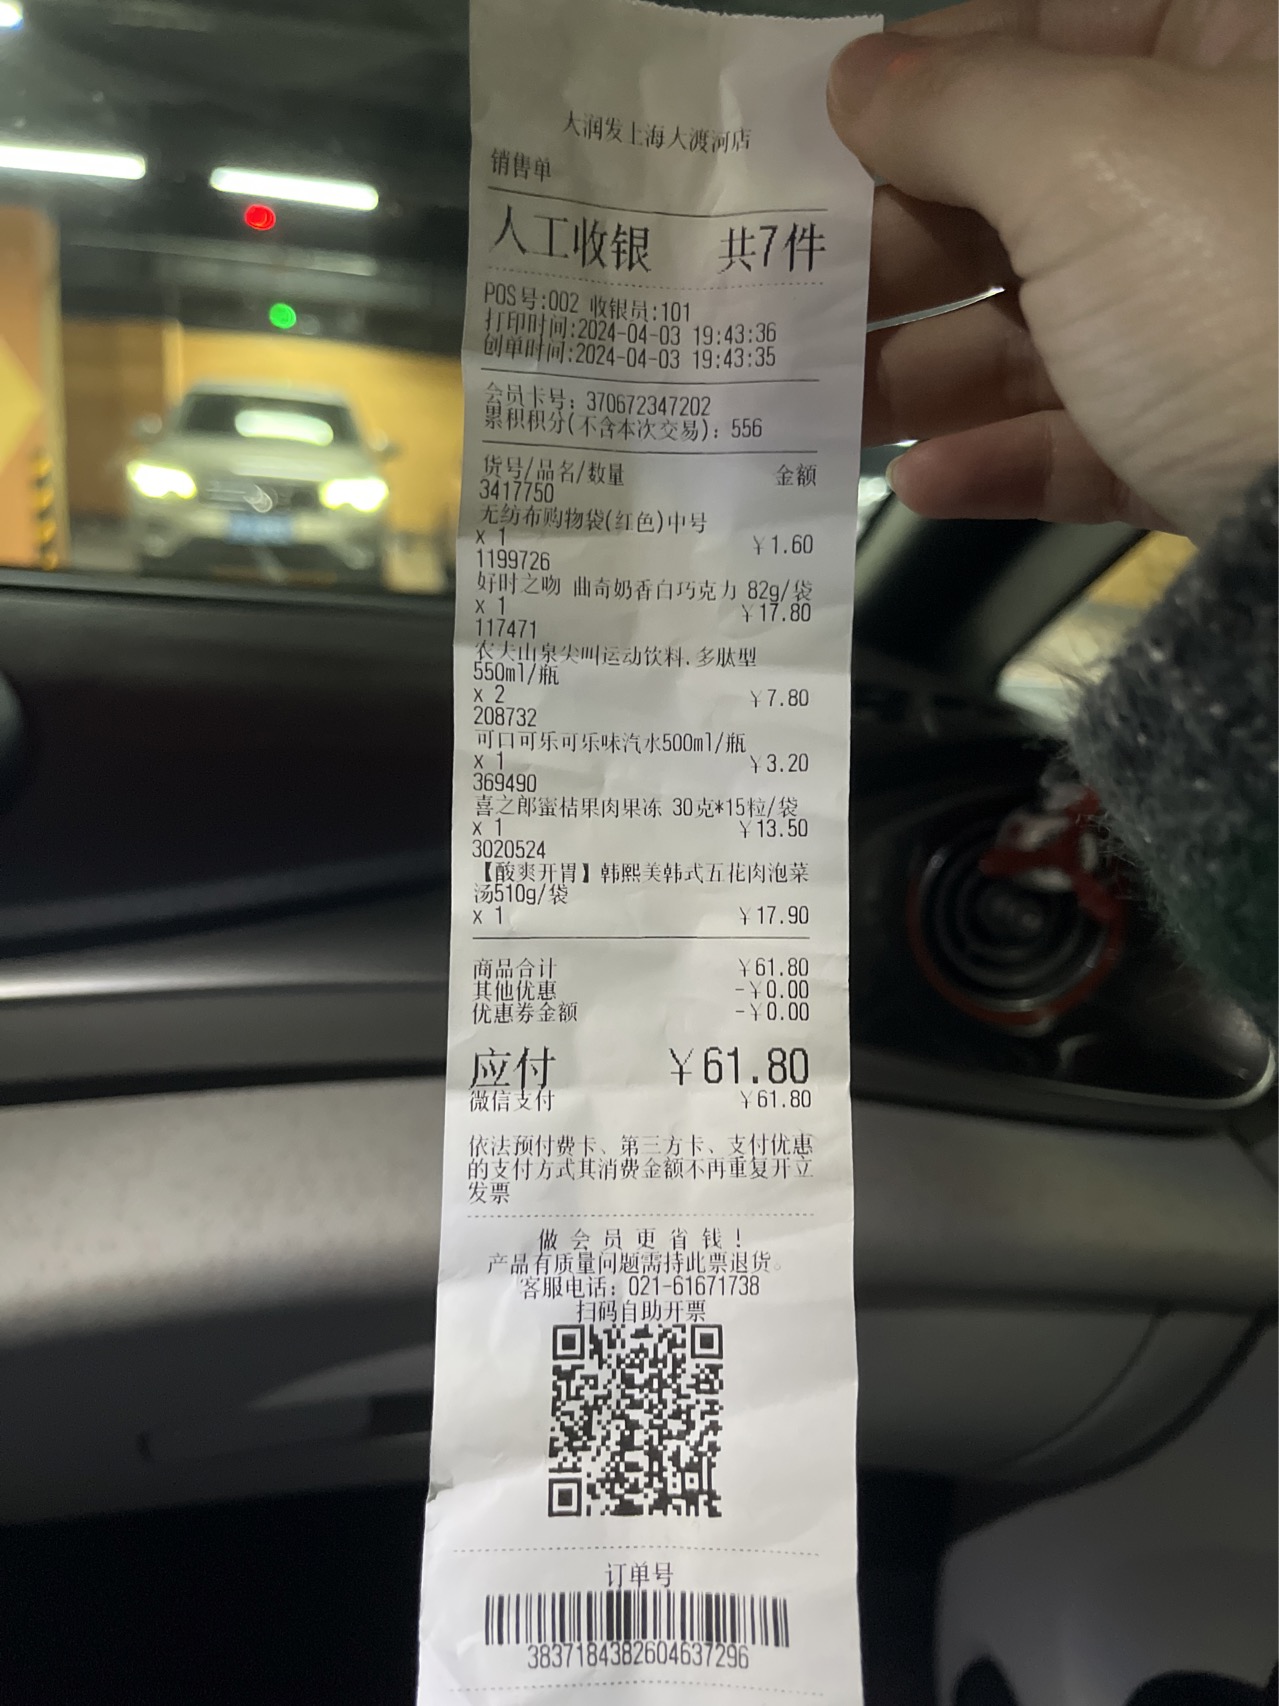 大润发上海大渡河店
销售单
人工收银 共7件
POS号:002 收银员:101
打印时间:2024-04-03 19:43:36
创单时间:2024-04-03 19:43:35
会员卡号: 370672347202
累积积分(不含本次交易): 556
货号/品名/数量 金额
3417750
无纺布购物袋(红色)中号
x 1 ¥1.60
1199726
好时之吻 曲奇奶香白巧克力 82g/袋
x 1 ¥17.80
117471
农夫山泉尖叫运动饮料.多肽型
550ml/瓶
x 2 ¥7.80
208732
可口可乐可乐味汽水500ml/瓶
x 1 ¥3.20
369490
喜之郎蜜桔果肉果冻 30克*15粒/袋
x 1 ¥13.50
3020524
【酸爽开胃】韩熙美韩式五花肉泡菜
汤510g/袋
x 1 ¥17.90
商品合计 ¥61.80
其他优惠 -¥0.00
优惠券金额 -¥0.00
应付 ¥61.80
微信支付 ¥61.80
依法预付费卡、第三方卡、支付优惠
的支付方式其消费金额不再重复开立
发票
做会员更省钱!
产品有质量问题需持此票退货。
客服电话: 021-61671738
扫码自助开票
订单号
3837184382604637296